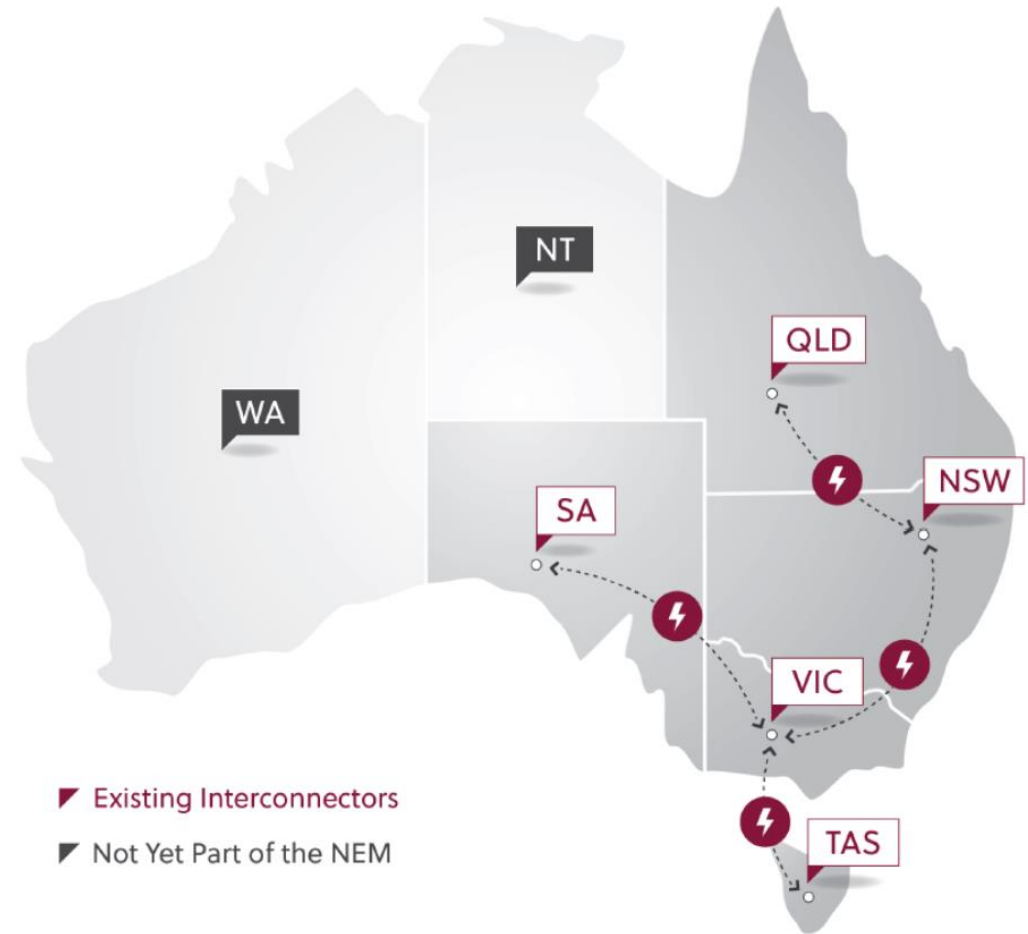 NT
QLD
WA
NSW
SA
VIC
Existing Interconnectors
TAS
Not Yet Part of the NEM